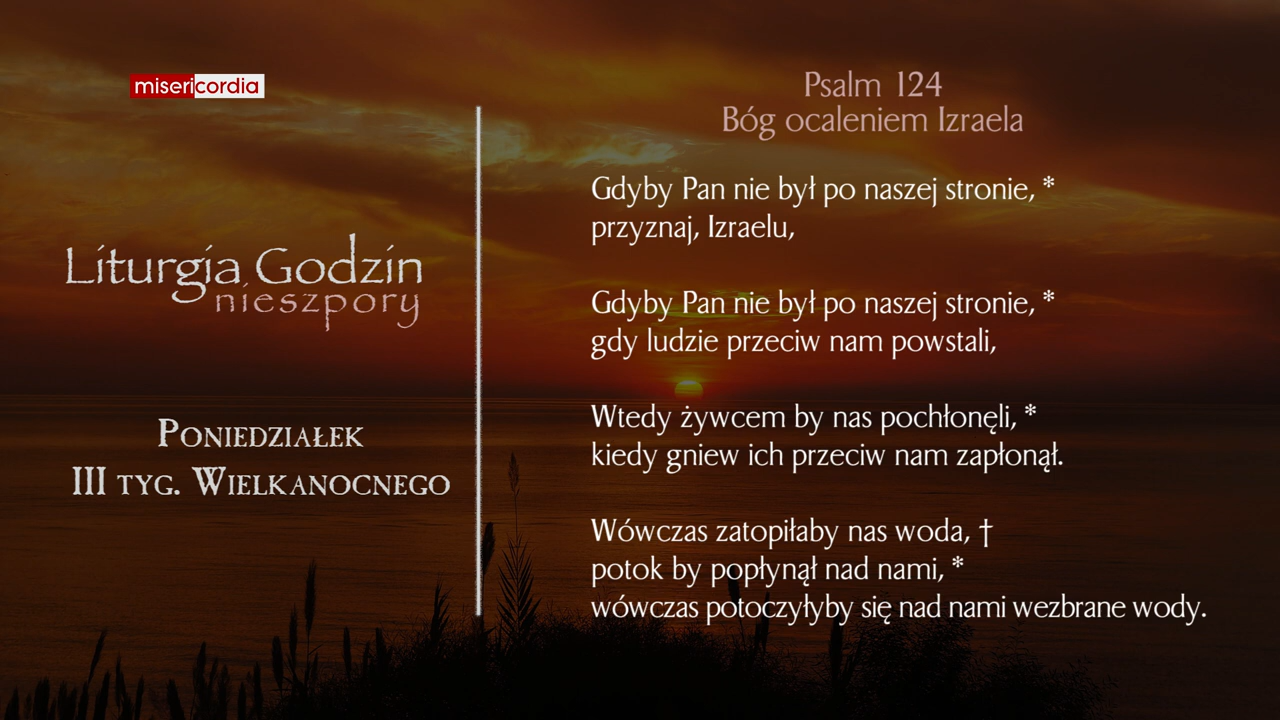 misericordia
Liturgia Godzin
nieszpory
Poniedziałek
III tyg. Wielkanocnego
Psalm 124
Bóg ocaleniem Izraela
Gdyby Pan nie był po naszej stronie, *
przyznaj, Izraelu,
Gdyby Pan nie był po naszej stronie, *
gdy ludzie przeciw nam powstali,
Wtedy żywcem by nas pochłonęli, *
kiedy gniew ich przeciw nam zapłonął.
Wówczas zatopiłaby nas woda, †
potok by popłynął nad nami, *
wówczas potoczyłyby się nad nami wezbrane wody.